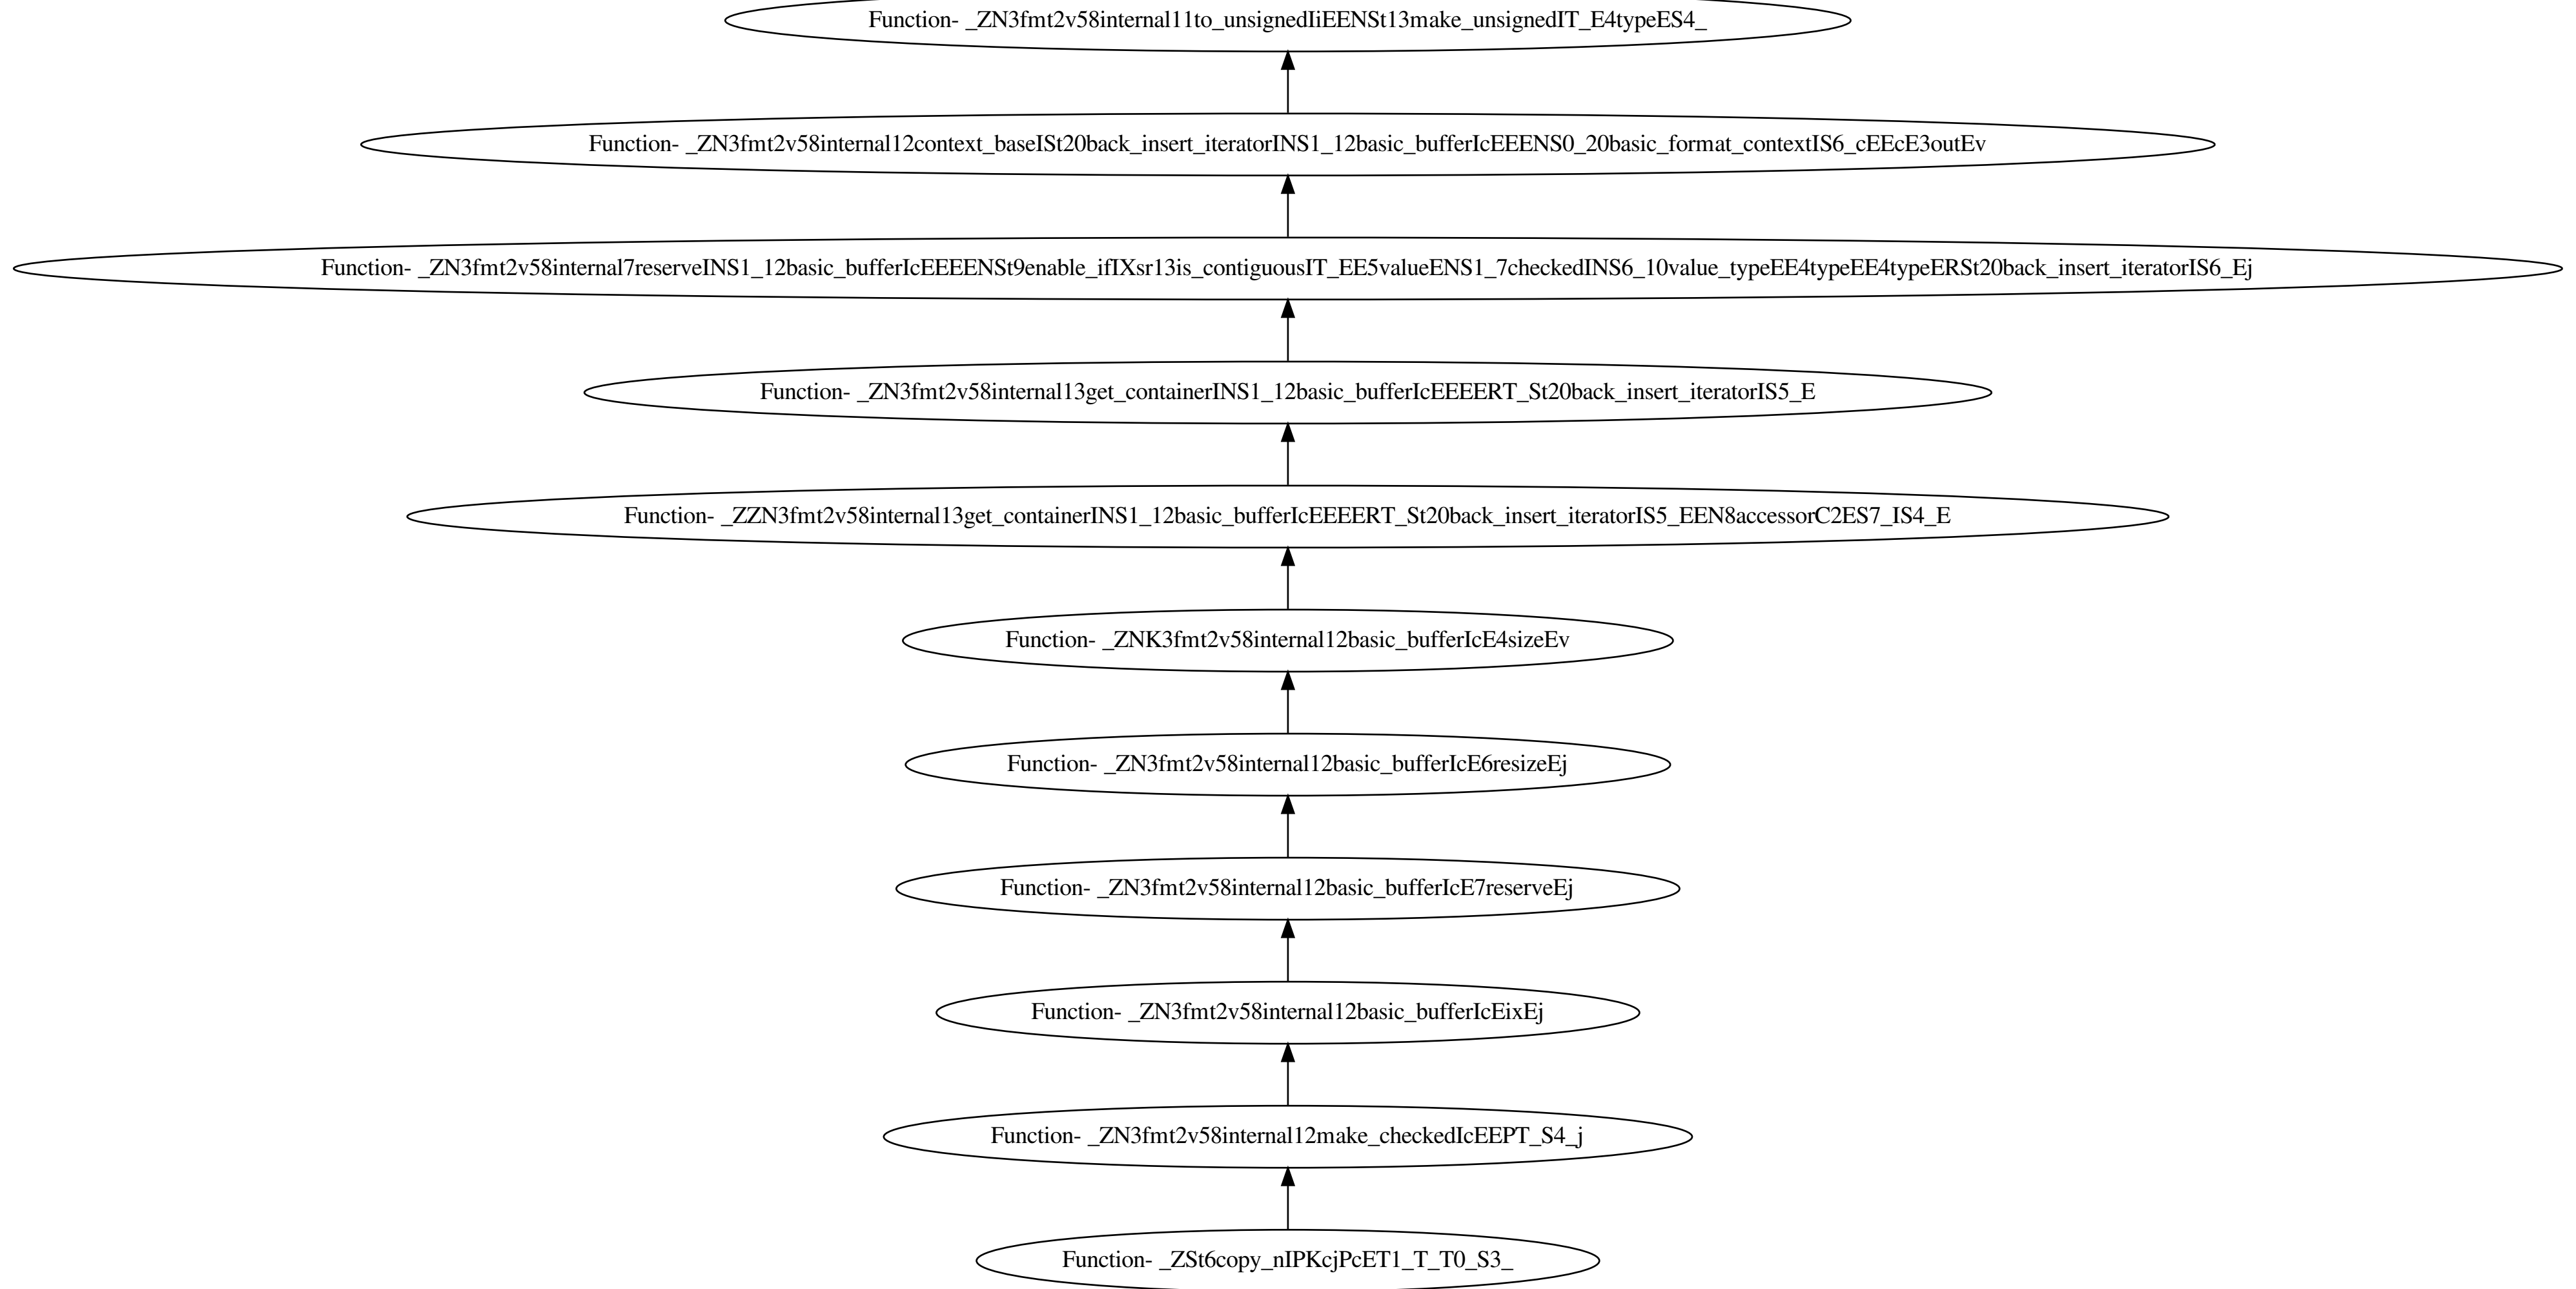 Function- _ZN3fmt2v58internal11to_unsignedIiEENSt13make_unsignedIT_E4typeES4_
Function- _ZN3fmt2v58internal12context_baseISt20back_insert_iteratorINS1_12basic_bufferIcEEENS0_20basic_format_contextIS6_cEEcE3outEv
Function- _ZN3fmt2v58internal7reserveINS1_12basic_bufferIcEEEENSt9enable_ifIXsr13is_contiguousIT_EE5valueENS1_7checkedINS6_10value_typeEE4typeEE4typeERSt20back_insert_iteratorIS6_Ej
Function- _ZN3fmt2v58internal13get_containerINS1_12basic_bufferIcEEEERT_St20back_insert_iteratorIS5_E
Function- _ZZN3fmt2v58internal13get_containerINS1_12basic_bufferIcEEEERT_St20back_insert_iteratorIS5_EEN8accessorC2ES7_IS4_E
Function- _ZNK3fmt2v58internal12basic_bufferIcE4sizeEv
Function- _ZN3fmt2v58internal12basic_bufferIcE6resizeEj
Function- _ZN3fmt2v58internal12basic_bufferIcE7reserveEj
Function- _ZN3fmt2v58internal12basic_bufferIcEixEj
Function- _ZN3fmt2v58internal12make_checkedIcEEPT_S4_j
Function- _ZSt6copy_nIPKcjPcET1_T_T0_S3_